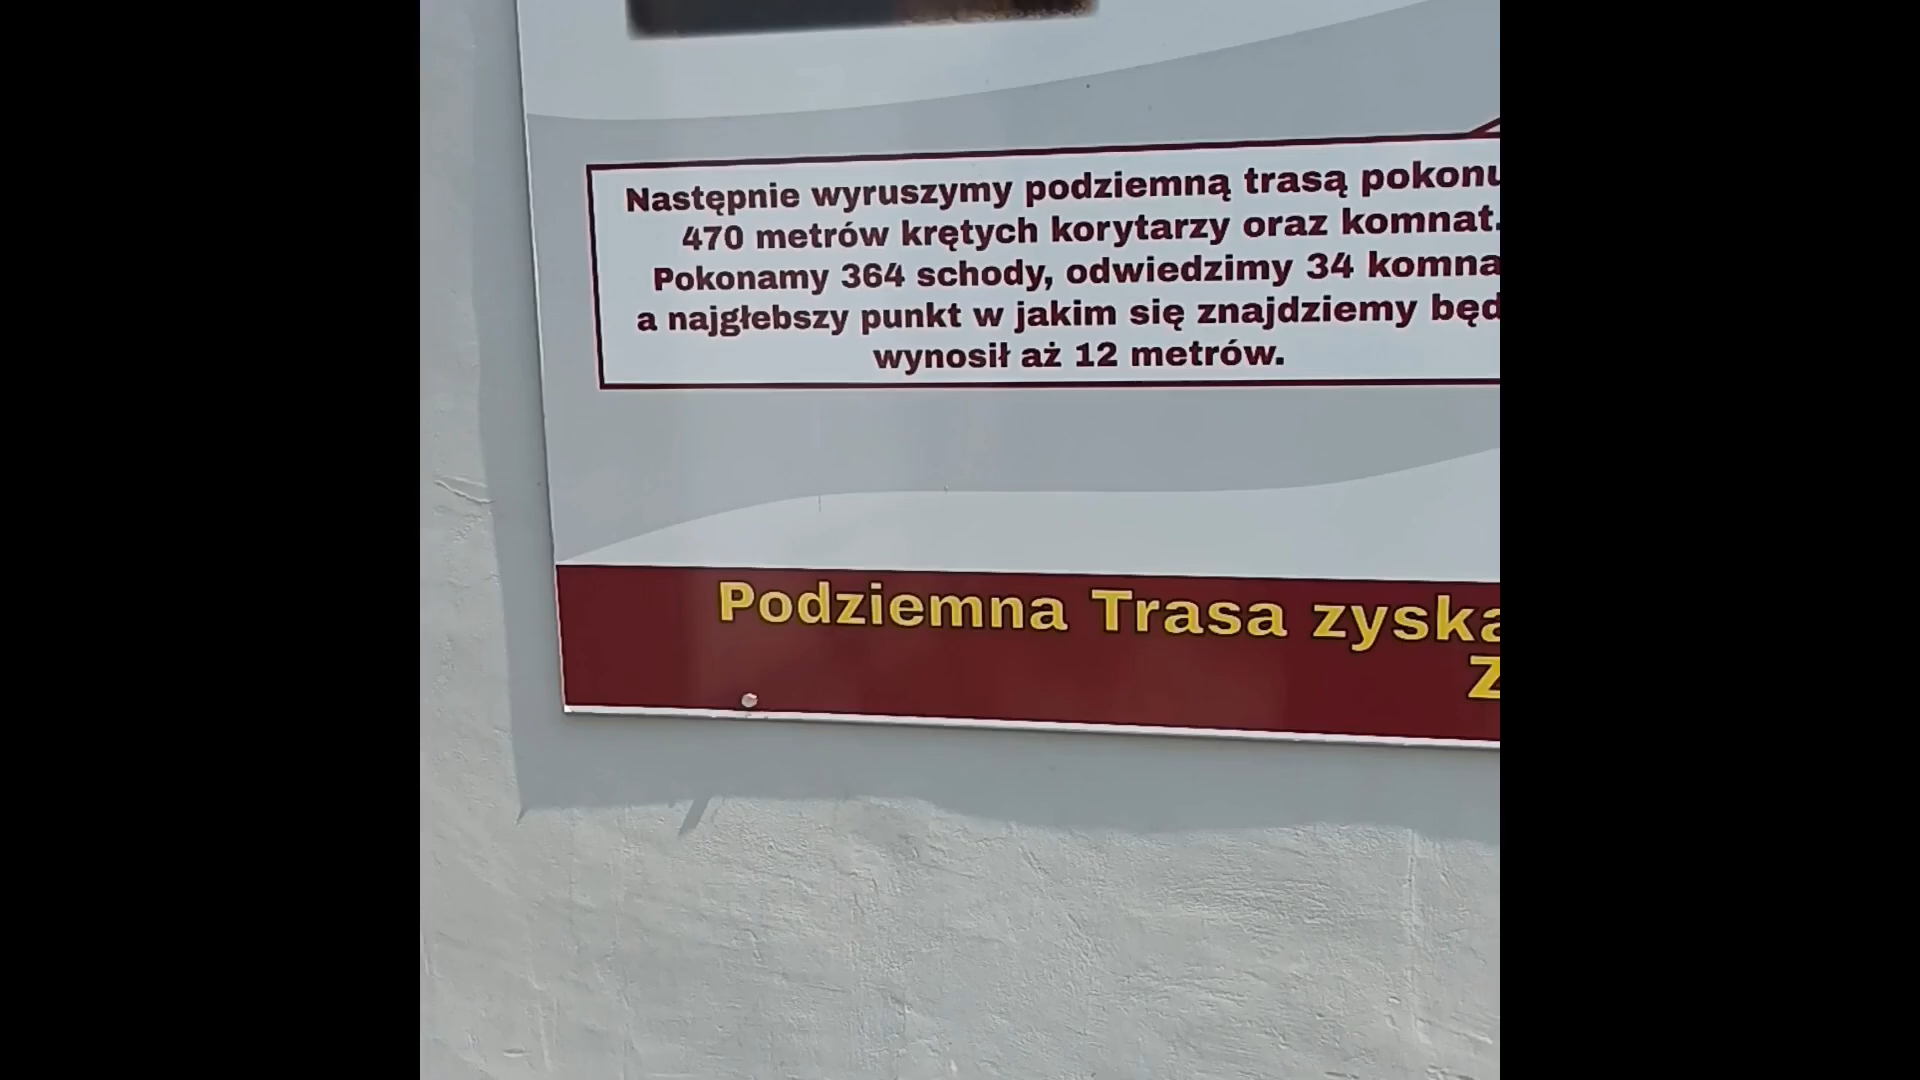 Następnie wyruszymy podziemną trasą pokonu
470 metrów krętych korytarzy oraz komnat.
Pokonamy 364 schody, odwiedzimy 34 komna
a najgłebszy punkt w jakim się znajdziemy będ
wynosił aż 12 metrów.
Podziemna Trasa zyska
Z